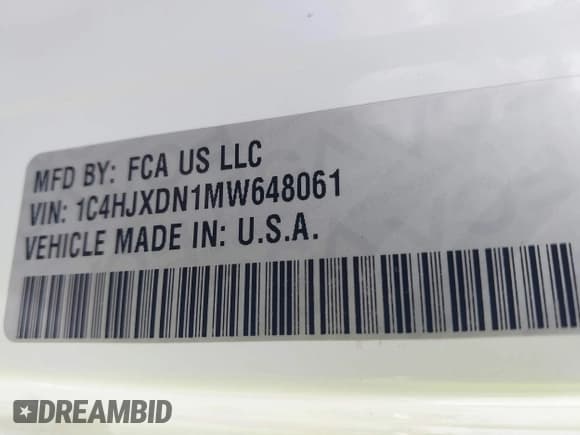 MFD BY: FCA US LLC
VIN: 1C4HJXDN1MW648061
VEHICLE MADE IN: U.S.A.
DREAMBID